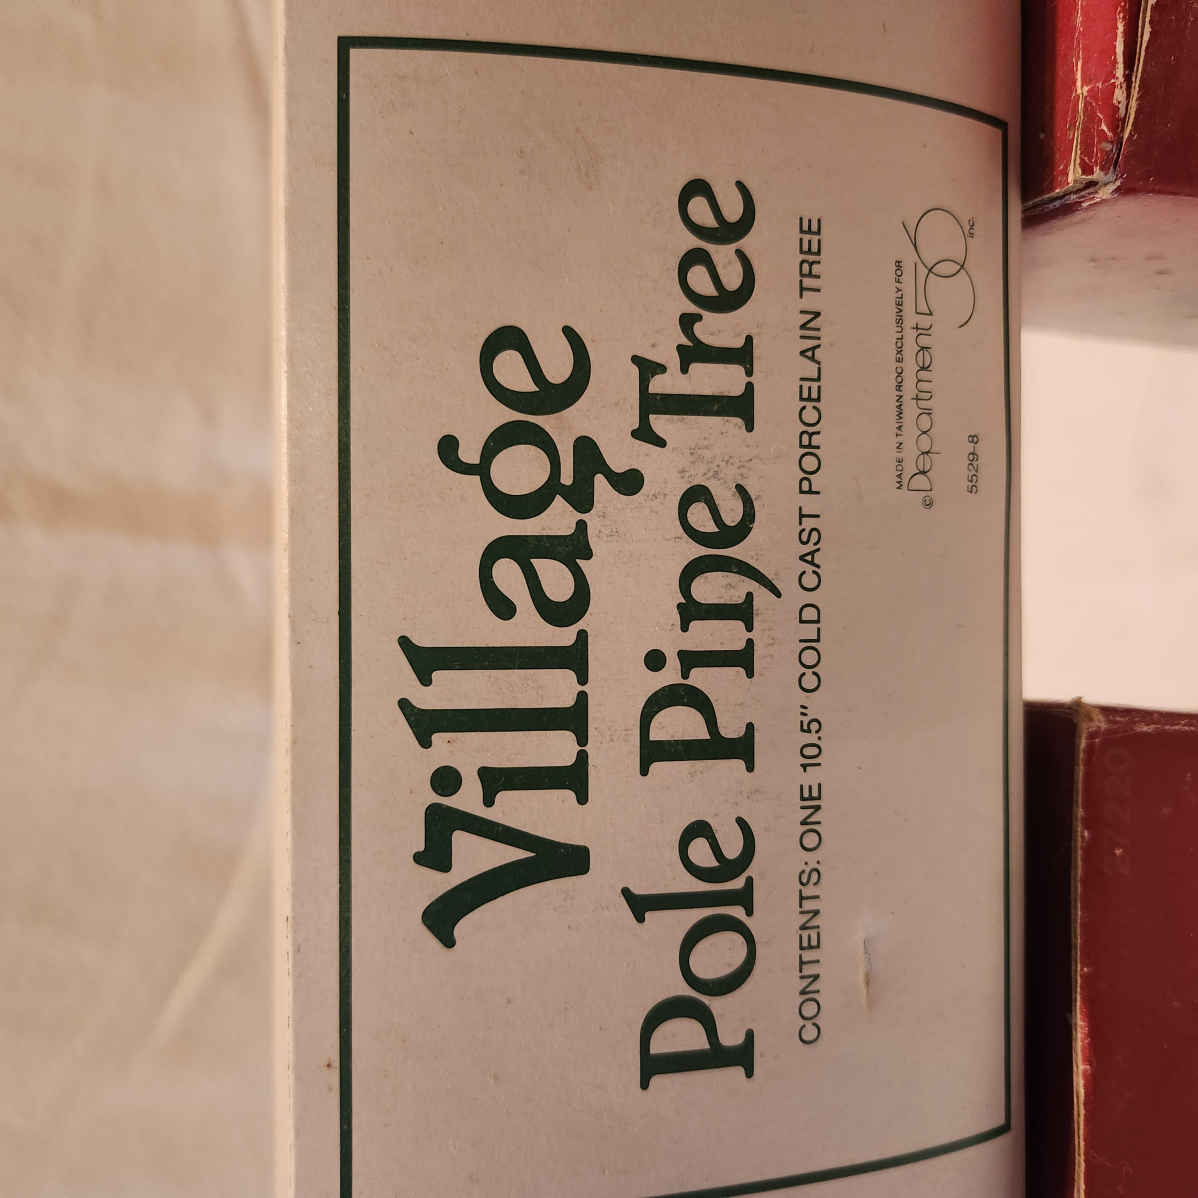 Village
Pole Pine Tree
CONTENTS: ONE 10.5" COLD CAST PORCELAIN TREE
MADE IN TAIWAN ROC EXCLUSIVELY FOR
© Department 56 inc.
5529-8